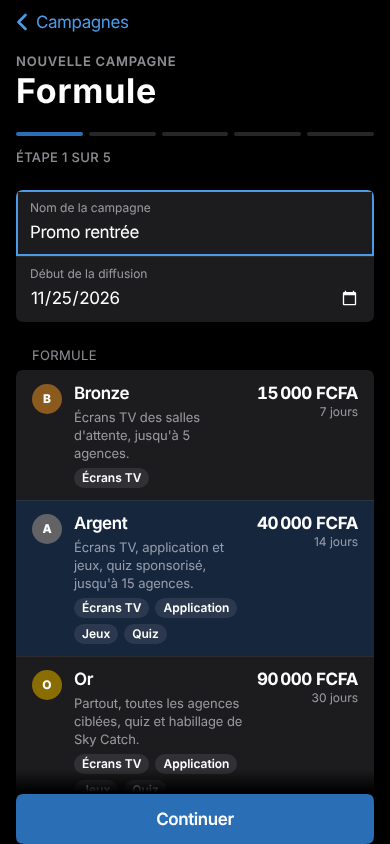 Campagnes
NOUVELLE CAMPAGNE
Formule
ÉTAPE 1 SUR 5
Nom de la campagne
Promo rentrée
Début de la diffusion
11/25/2026
FORMULE
B
Bronze
15 000 FCFA
7 jours
Écrans TV des salles
d'attente, jusqu'à 5
agences.
Écrans TV
A
Argent
40 000 FCFA
14 jours
Écrans TV, application et
jeux, quiz sponsorisé,
jusqu'à 15 agences.
Écrans TV
Application
Jeux
Quiz
O
Or
90 000 FCFA
30 jours
Partout, toutes les agences
ciblées, quiz et habillage de
Sky Catch.
Écrans TV
Application
Jeux
Quiz
Continuer